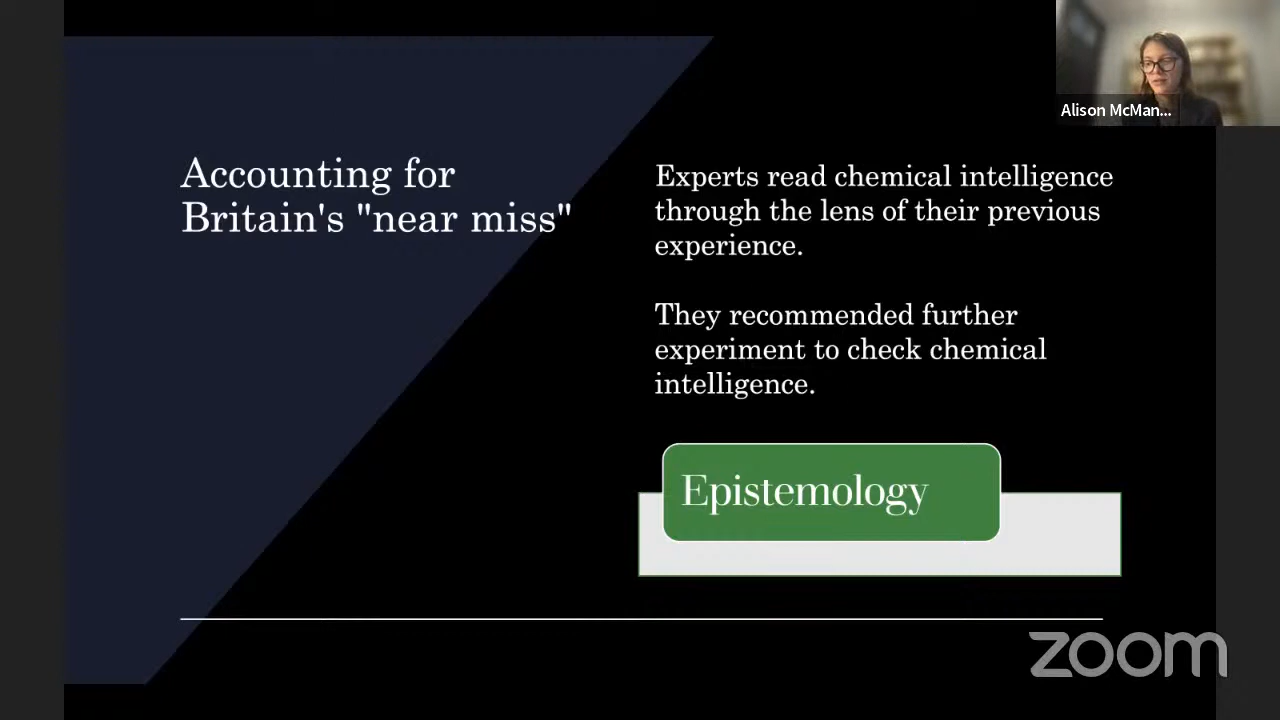 Alison McMan...
Accounting for
Britain's "near miss"
Experts read chemical intelligence
through the lens of their previous
experience.
They recommended further
experiment to check chemical
intelligence.
Epistemology
zoom